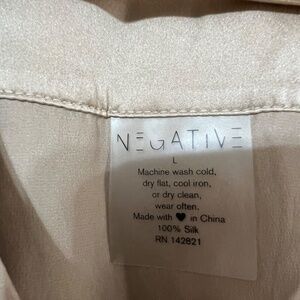 NEGATIVE
L
Machine wash cold,
dry flat, cool iron,
or dry clean,
wear often.
Made with ♥ in China
100% Silk
RN 142821